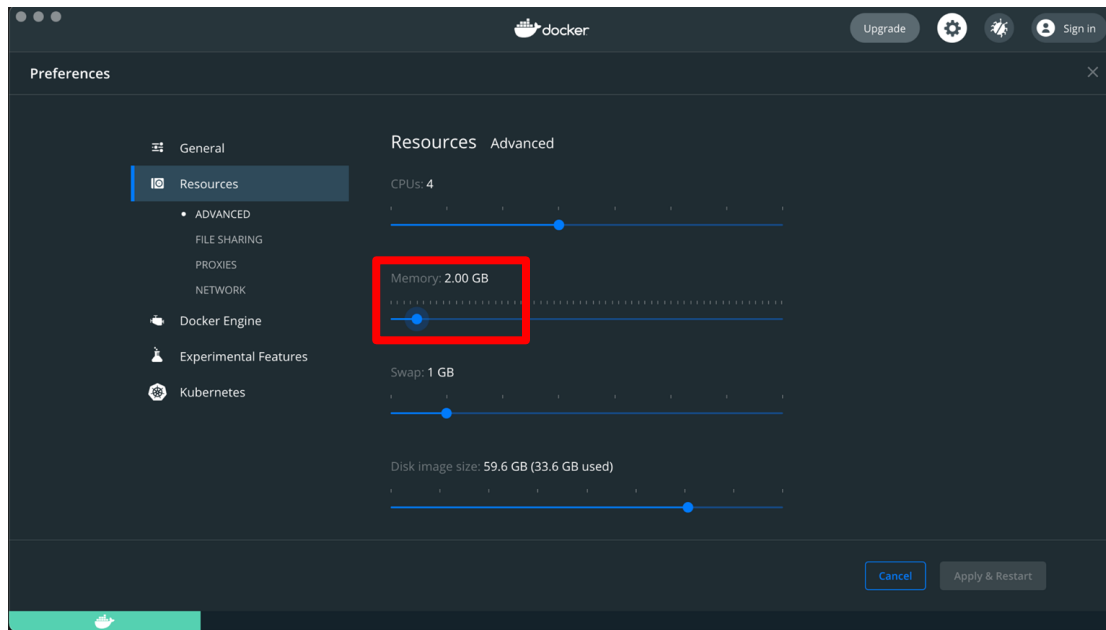 docker
Upgrade
Sign in
Preferences
General
Resources
ADVANCED
FILE SHARING
PROXIES
NETWORK
Docker Engine
Experimental Features
Kubernetes
Resources Advanced
CPUs: 4
Memory: 2.00 GB
Swap: 1 GB
Disk image size: 59.6 GB (33.6 GB used)
Cancel
Apply & Restart